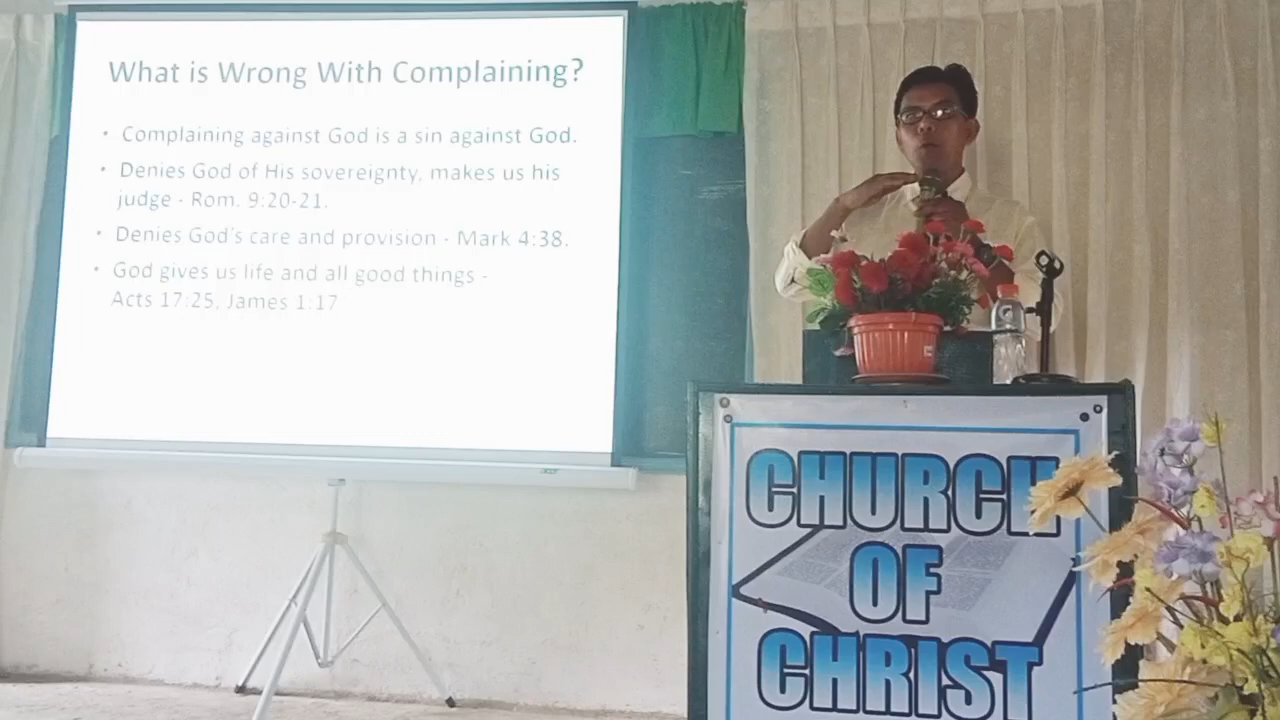 What is Wrong With Complaining?
• Complaining against God is a sin against God.
• Denies God of His sovereignty, makes us his
judge - Rom. 9:20-21.
• Denies God's care and provision - Mark 4:38.
• God gives us life and all good things -
Acts 17:25, James 1:17
CHURCH
OF
CHRIST